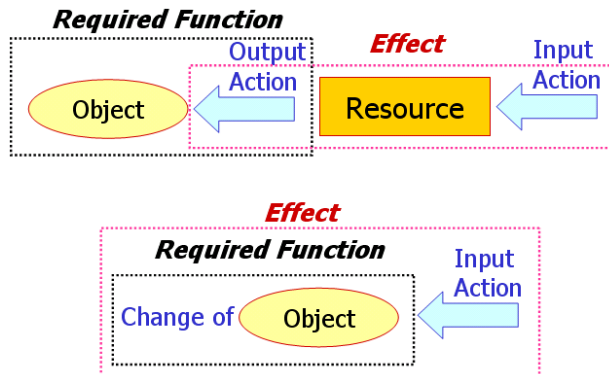 Required Function
Effect
Output
Action
Input
Action
Object
Resource
Effect
Required Function
Input
Action
Change of
Object